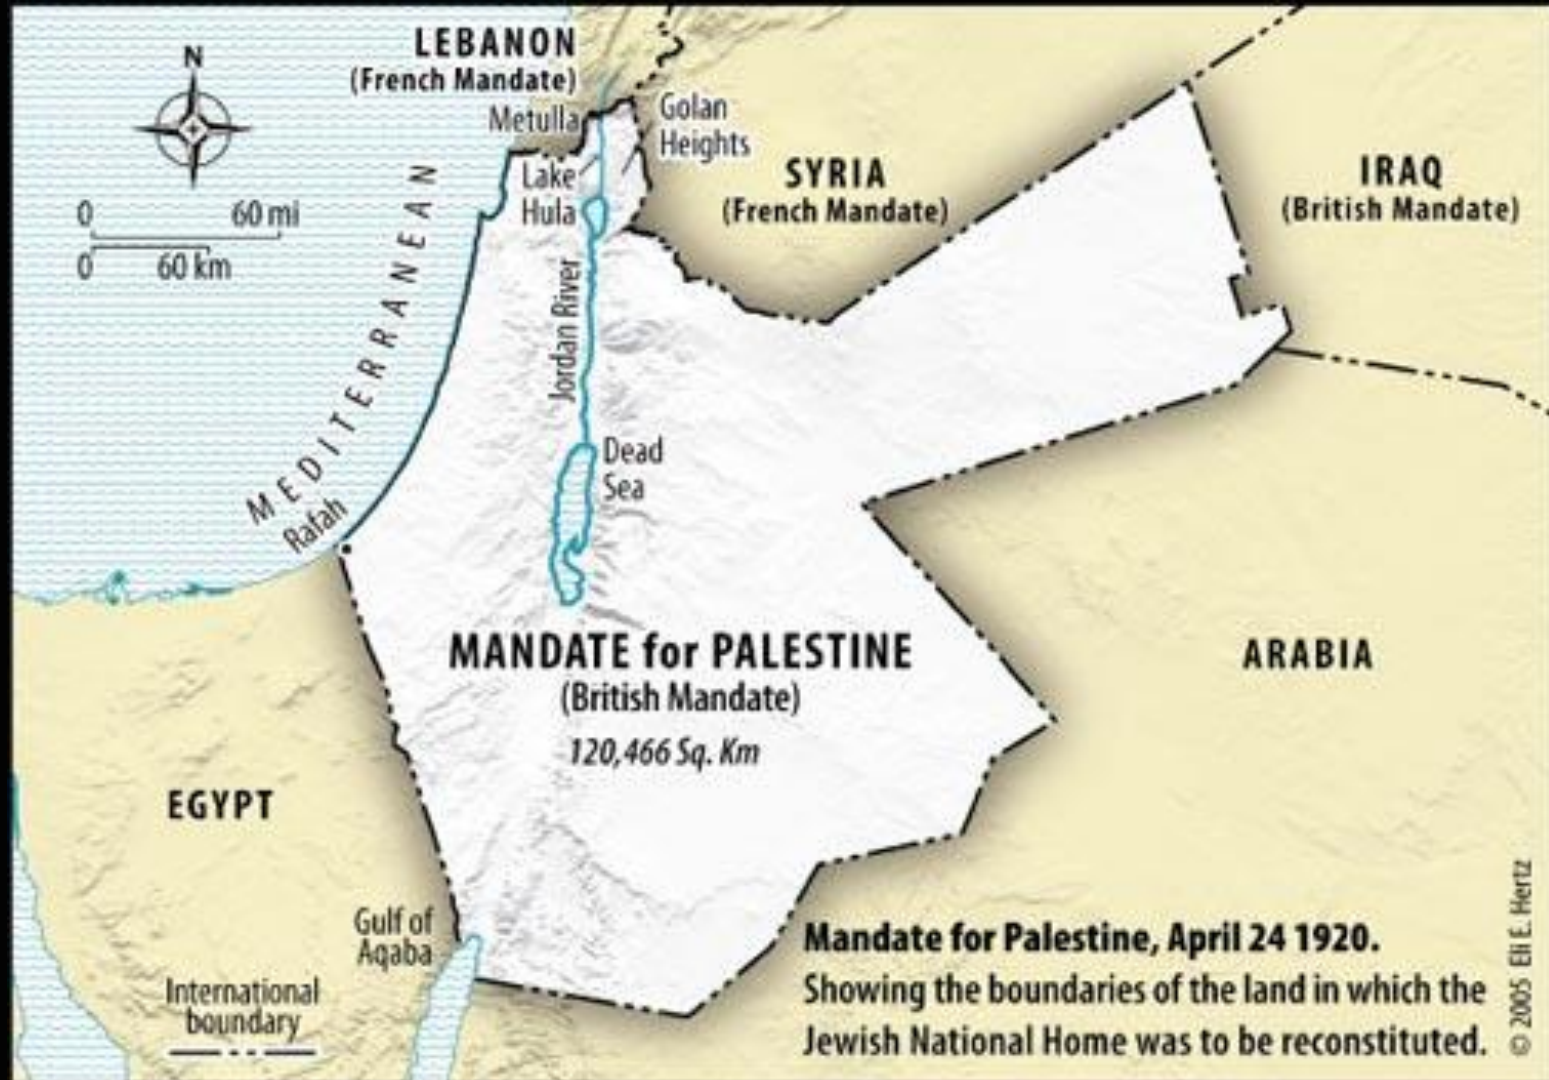 LEBANON
(French Mandate)
N
Metulla
Golan
Heights
SYRIA
(French Mandate)
IRAQ
(British Mandate)
Lake
Hula
0 60 mi
0 60 km
MEDITERRANEAN
Jordan River
Dead
Sea
Rafah
MANDATE for PALESTINE
(British Mandate)
120,466 Sq. Km
ARABIA
EGYPT
Gulf of
Aqaba
International
boundary
Mandate for Palestine, April 24 1920.
Showing the boundaries of the land in which the
Jewish National Home was to be reconstituted.
© 2005 Eli E. Hertz